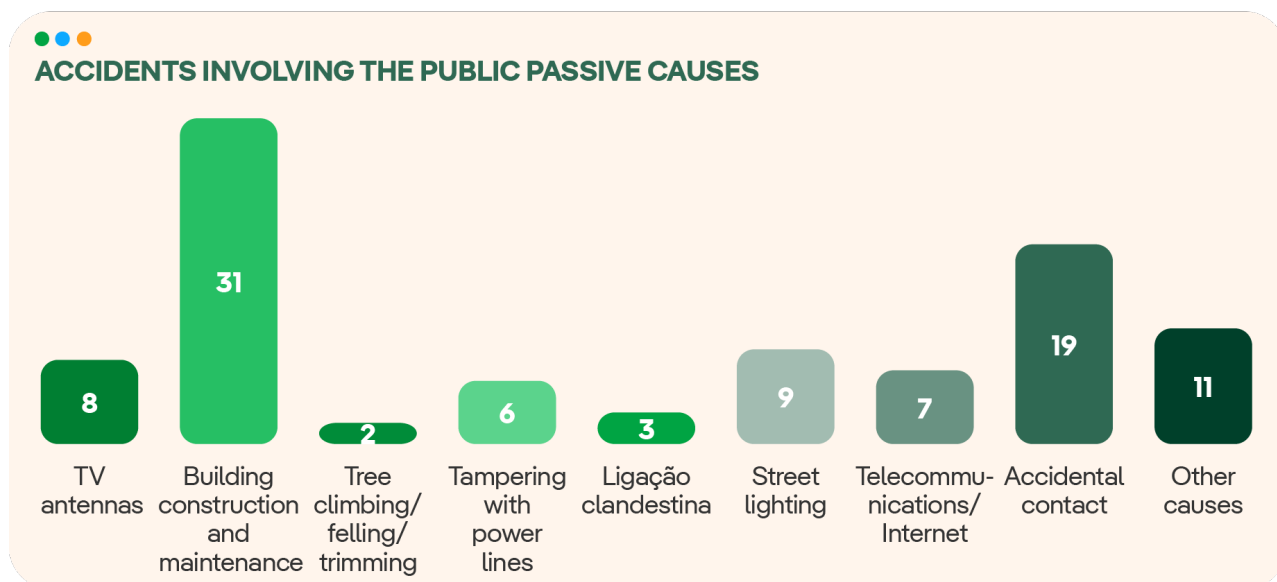 ACCIDENTS INVOLVING THE PUBLIC PASSIVE CAUSES
8
31
2
6
3
9
7
19
11
TV
antennas
Building
construction
and
maintenance
Tree
climbing/
felling/
trimming
Tampering
with
power
lines
Ligação
clandestina
Street
lighting
Telecommu-
nications/
Internet
Accidental
contact
Other
causes